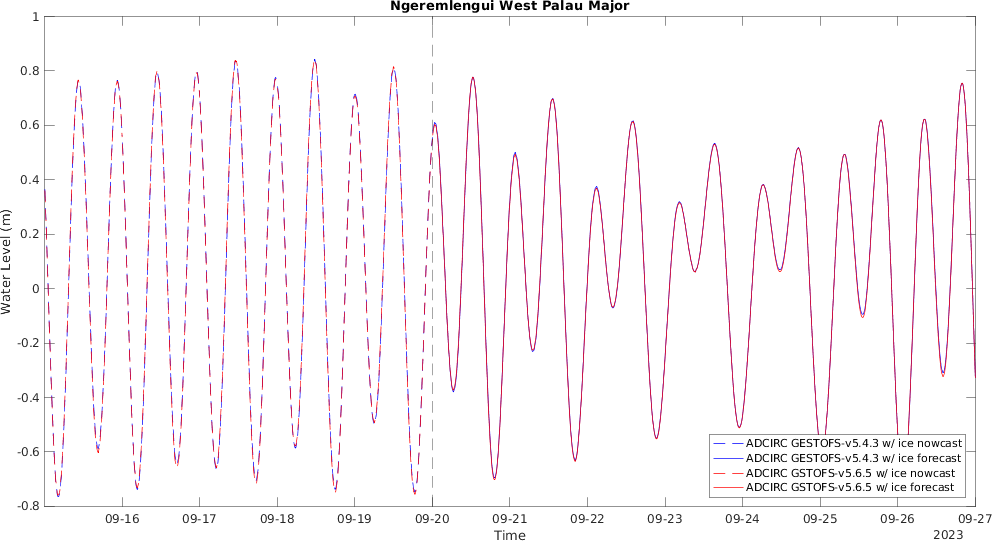 Ngeremlengui West Palau Major
Water Level (m)
1
0.8
0.6
0.4
0.2
0
-0.2
-0.4
-0.6
-0.8
09-16 09-17 09-18 09-19 09-20 09-21 09-22 09-23 09-24 09-25 09-26 09-27
Time
2023
ADCIRC GESTOFS-v5.4.3 w/ ice nowcast
ADCIRC GESTOFS-v5.4.3 w/ ice forecast
ADCIRC GSTOFS-v5.6.5 w/ ice nowcast
ADCIRC GSTOFS-v5.6.5 w/ ice forecast